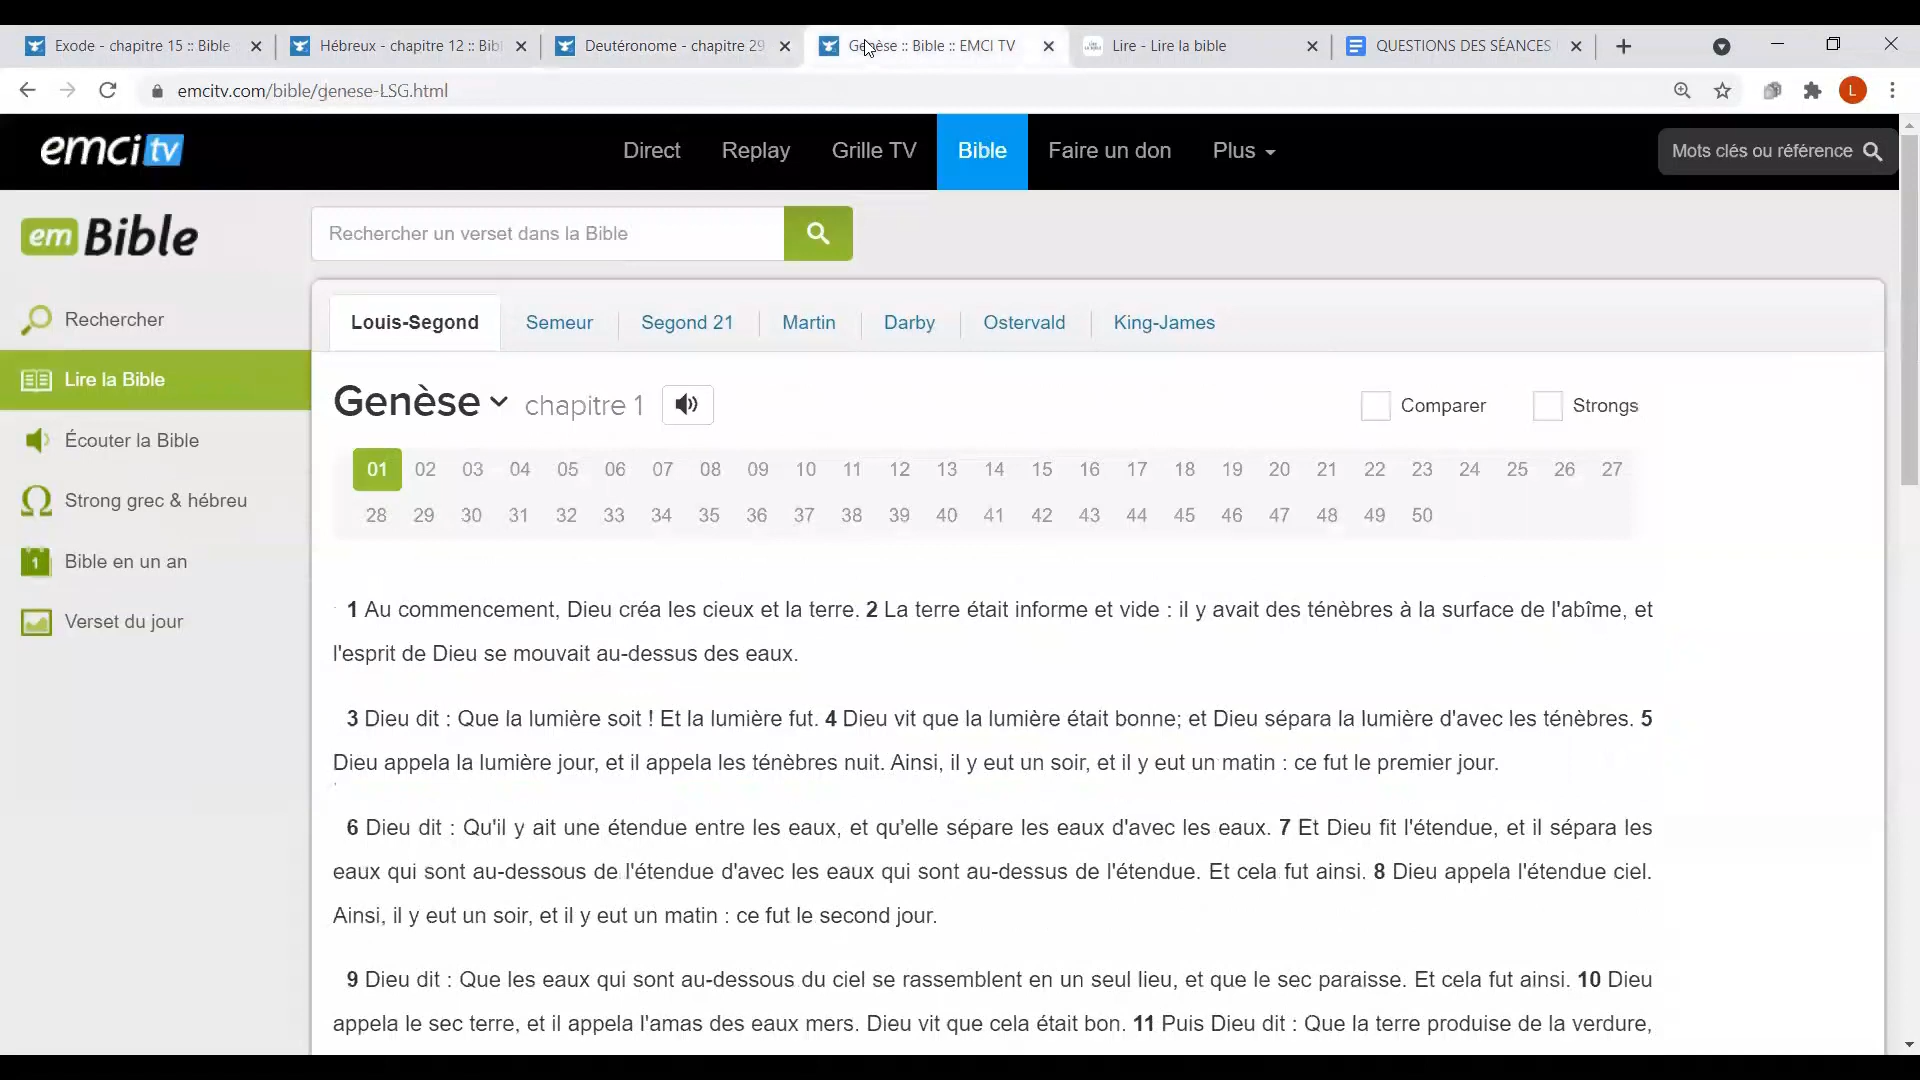 Exode - chapitre 15 :: Bible
Hébreux - chapitre 12 :: Bib
Deutéronome - chapitre 29
Genèse :: Bible :: EMCI TV
Lire - Lire la bible
QUESTIONS DES SÉANCES
emcitv.com/bible/genese-LSG.html
L
emci tv
Direct
Replay
Grille TV
Bible
Faire un don
Plus
Mots clés ou référence
em Bible
Rechercher un verset dans la Bible
Rechercher
Lire la Bible
Écouter la Bible
Strong grec & hébreu
1 Bible en un an
Verset du jour
Louis-Segond
Semeur
Segond 21
Martin
Darby
Ostervald
King-James
Genèse chapitre 1
Comparer
Strongs
01 02 03 04 05 06 07 08 09 10 11 12 13 14 15 16 17 18 19 20 21 22 23 24 25 26 27
28 29 30 31 32 33 34 35 36 37 38 39 40 41 42 43 44 45 46 47 48 49 50
1 Au commencement, Dieu créa les cieux et la terre. 2 La terre était informe et vide : il y avait des ténèbres à la surface de l'abîme, et
l'esprit de Dieu se mouvait au-dessus des eaux.
3 Dieu dit : Que la lumière soit ! Et la lumière fut. 4 Dieu vit que la lumière était bonne; et Dieu sépara la lumière d'avec les ténèbres. 5
Dieu appela la lumière jour, et il appela les ténèbres nuit. Ainsi, il y eut un soir, et il y eut un matin : ce fut le premier jour.
6 Dieu dit : Qu'il y ait une étendue entre les eaux, et qu'elle sépare les eaux d'avec les eaux. 7 Et Dieu fit l'étendue, et il sépara les
eaux qui sont au-dessous de l'étendue d'avec les eaux qui sont au-dessus de l'étendue. Et cela fut ainsi. 8 Dieu appela l'étendue ciel.
Ainsi, il y eut un soir, et il y eut un matin : ce fut le second jour.
9 Dieu dit : Que les eaux qui sont au-dessous du ciel se rassemblent en un seul lieu, et que le sec paraisse. Et cela fut ainsi. 10 Dieu
appela le sec terre, et il appela l'amas des eaux mers. Dieu vit que cela était bon. 11 Puis Dieu dit : Que la terre produise de la verdure,